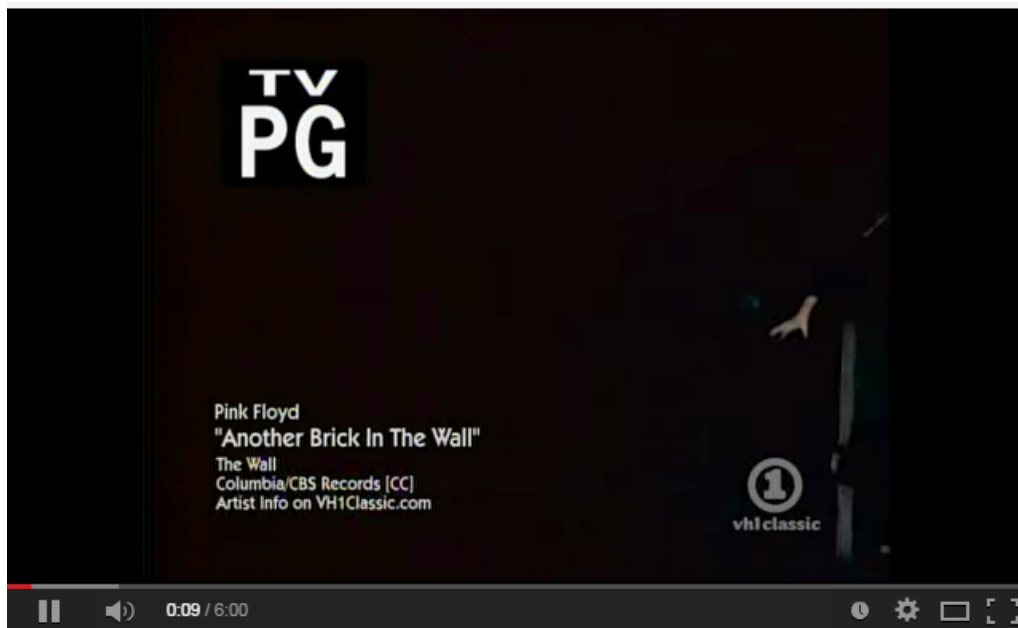 TV
PG
Pink Floyd
"Another Brick In The Wall"
The Wall
Columbia/CBS Records [CC]
Artist Info on VH1Classic.com
1
vh1classic
0:09 / 6:00